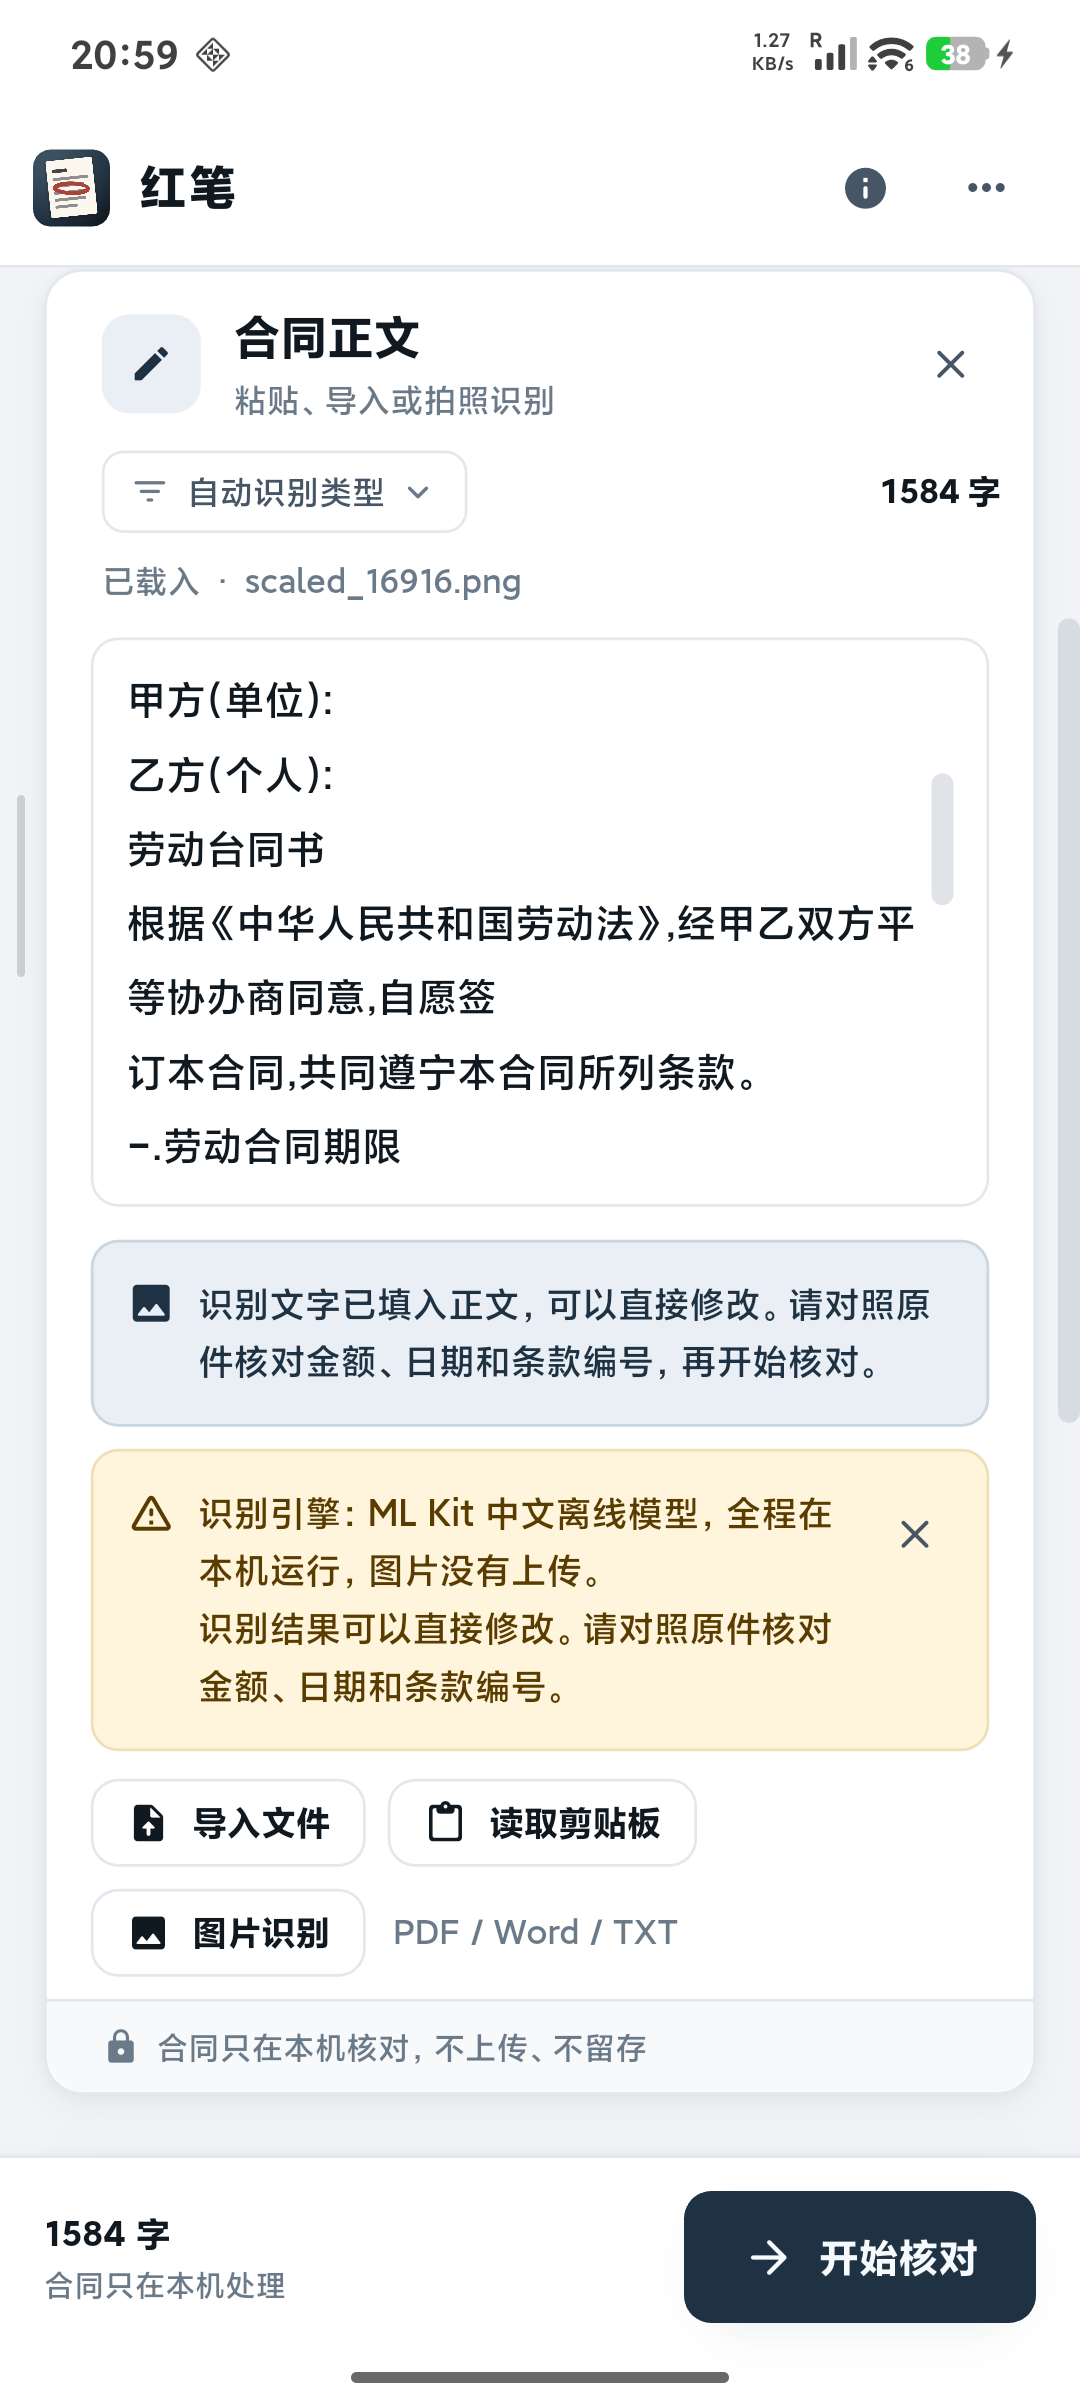 20:59
1.27 KB/s R 6 38
红笔
合同正文
粘贴、导入或拍照识别
自动识别类型
1584 字
已载入 · scaled_16916.png
甲方(单位):
乙方(个人):
劳动台同书
根据《中华人民共和国劳动法》,经甲乙双方平
等协办商同意,自愿签
订本合同,共同遵宁本合同所列条款。
–.劳动合同期限
识别文字已填入正文，可以直接修改。请对照原
件核对金额、日期和条款编号，再开始核对。
识别引擎：ML Kit 中文离线模型，全程在
本机运行，图片没有上传。
识别结果可以直接修改。请对照原件核对
金额、日期和条款编号。
导入文件
读取剪贴板
图片识别
PDF / Word / TXT
合同只在本机核对，不上传、不留存
1584 字
合同只在本机处理
开始核对